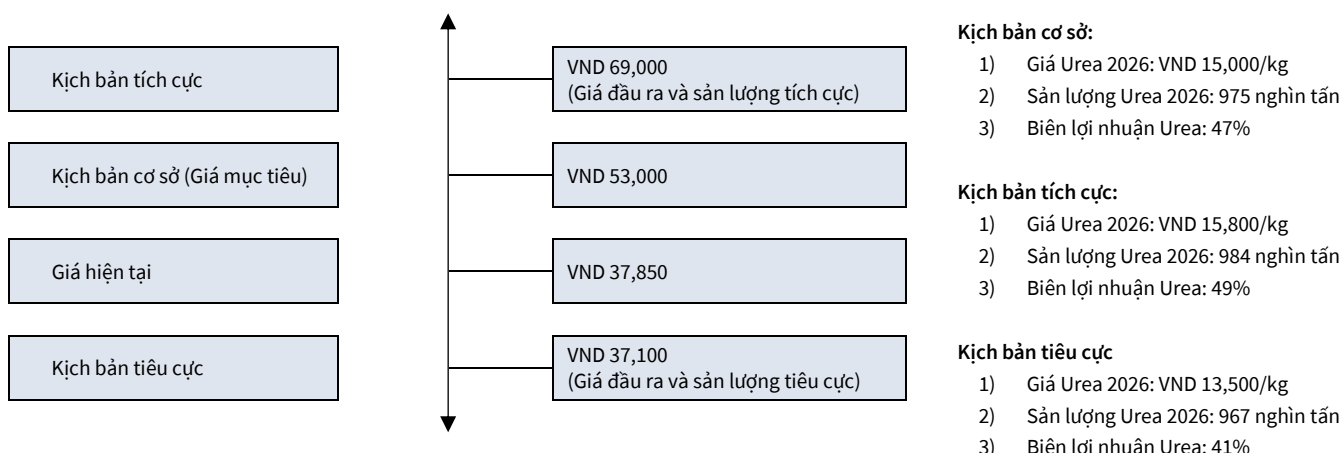 Kịch bản tích cực
VND 69,000
(Giá đầu ra và sản lượng tích cực)
Kịch bản cơ sở (Giá mục tiêu)
VND 53,000
Giá hiện tại
VND 37,850
Kịch bản tiêu cực
VND 37,100
(Giá đầu ra và sản lượng tiêu cực)
Kịch bản cơ sở:
1) Giá Urea 2026: VND 15,000/kg
2) Sản lượng Urea 2026: 975 nghìn tấn
3) Biên lợi nhuận Urea: 47%
Kịch bản tích cực:
1) Giá Urea 2026: VND 15,800/kg
2) Sản lượng Urea 2026: 984 nghìn tấn
3) Biên lợi nhuận Urea: 49%
Kịch bản tiêu cực
1) Giá Urea 2026: VND 13,500/kg
2) Sản lượng Urea 2026: 967 nghìn tấn
3) Biên lợi nhuận Urea: 41%